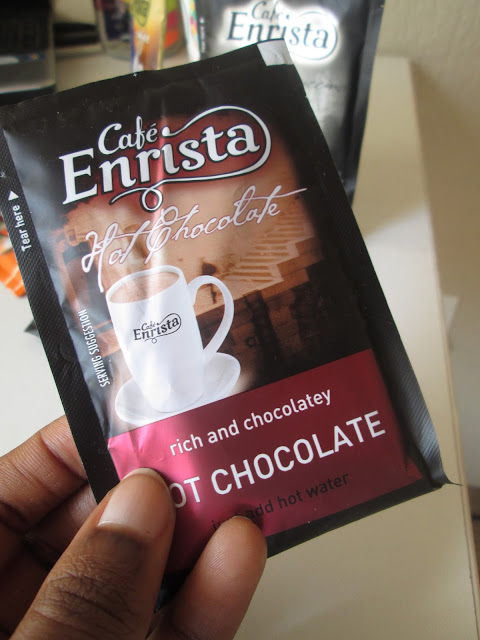 Café
Enrista
Café
Enrista
Hot Chocolate
Tear here
SERVING SUGGESTION
Café
Enrista
rich and chocolatey
OT CHOCOLATE
just add hot water